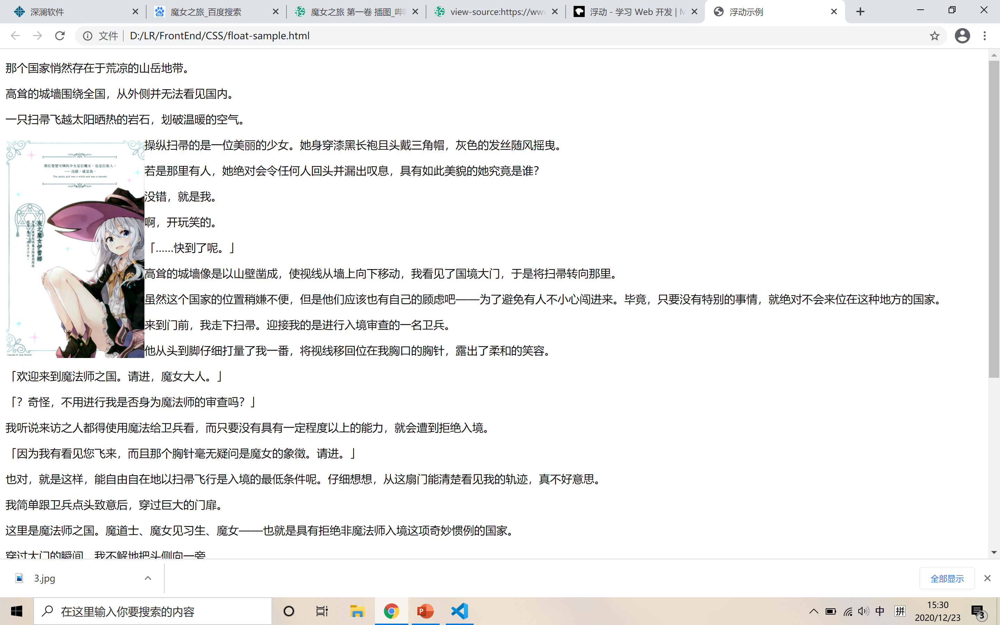 深澜软件
魔女之旅_百度搜索
魔女之旅 第一卷 插图_哔
view-source:https://ww
浮动 - 学习 Web 开发 | M
浮动示例
文件
D:/LR/FrontEnd/CSS/float-sample.html
那个国家悄然存在于荒凉的山岳地带。
高耸的城墙围绕全国，从外侧并无法看见国内。
一只扫帚飞越太阳晒热的岩石，划破温暖的空气。
操纵扫帚的是一位美丽的少女。她身穿漆黑长袍且头戴三角帽，灰色的发丝随风摇曳。
那位楚楚可憐的少女是位魔女，也是位旅人。
——沒錯，就是我。
The pretty girl was a witch and was a traveler.
若是那里有人，她绝对会令任何人回头并漏出叹息，具有如此美貌的她究竟是谁？
没错，就是我。
啊，开玩笑的。
灰之魔女伊蕾娜
「......快到了呢。」
高耸的城墙像是以山壁凿成，使视线从墙上向下移动，我看见了国境大门，于是将扫帚转向那里。
虽然这个国家的位置稍嫌不便，但是他们应该也有自己的顾虑吧——为了避免有人不小心闯进来。毕竟，只要没有特别的事情，就绝对不会来位在这种地方的国家。
来到门前，我走下扫帚。迎接我的是进行入境审查的一名卫兵。
他从头到脚仔细打量了我一番，将视线移回位在我胸口的胸针，露出了柔和的笑容。
「欢迎来到魔法师之国。请进，魔女大人。」
「？奇怪，不用进行我是否身为魔法师的审查吗？」
我听说来访之人都得使用魔法给卫兵看，而只要没有具有一定程度以上的能力，就会遭到拒绝入境。
「因为我有看见您飞来，而且那个胸针毫无疑问是魔女的象徵。请进。」
也对，就是这样，能自由自在地以扫帚飞行是入境的最低条件呢。仔细想想，从这扇门能清楚看见我的轨迹，真不好意思。
我简单跟卫兵点头致意后，穿过巨大的门扉。
这里是魔法师之国。魔道士、魔女见习生、魔女——也就是具有拒绝非魔法师入境这项奇妙惯例的国家。
穿过大门的瞬间，我不解地把头侧向一旁
3.jpg
全部显示
在这里输入你要搜索的内容
中
拼
15:30
2020/12/23
3